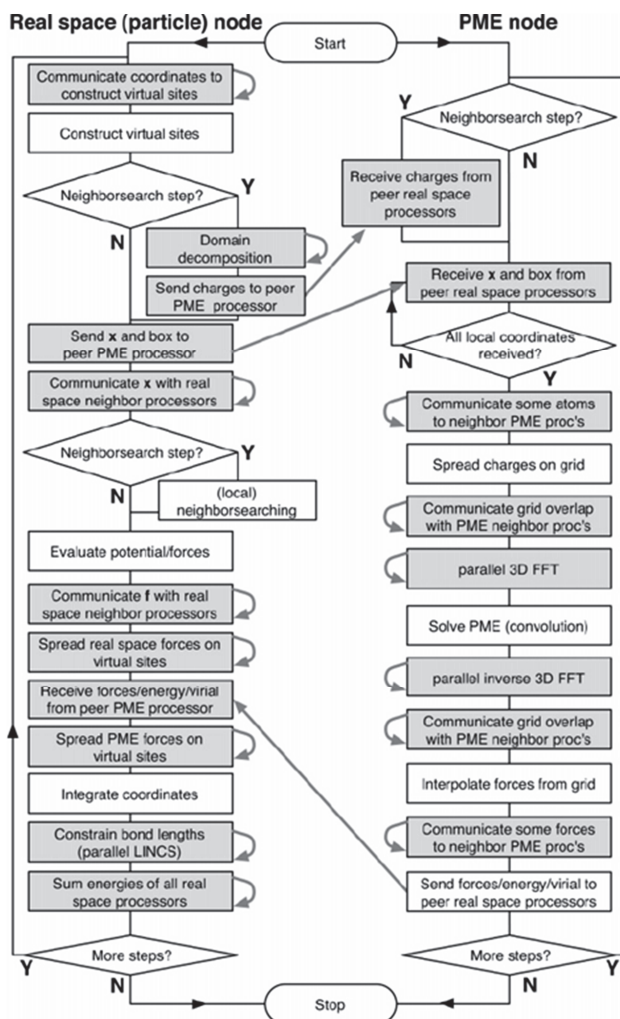 Real space (particle) node
PME node
Start
Communicate coordinates to
construct virtual sites
Construct virtual sites
Neighborsearch step?
Y
N
Domain
decomposition
Send charges to peer
PME processor
Send x and box to
peer PME processor
Communicate x with real
space neighbor processors
Neighborsearch step?
Y
N
(local)
neighborsearching
Evaluate potential/forces
Communicate f with real
space neighbor processors
Spread real space forces on
virtual sites
Receive forces/energy/virial
from peer PME processor
Spread PME forces on
virtual sites
Integrate coordinates
Constrain bond lengths
(parallel LINCS)
Sum energies of all real
space processors
More steps?
Y
N
Neighborsearch step?
Y
N
Receive charges from
peer real space
processors
Receive x and box from
peer real space processors
All local coordinates
received?
N
Y
Communicate some atoms
to neighbor PME proc's
Spread charges on grid
Communicate grid overlap
with PME neighbor proc's
parallel 3D FFT
Solve PME (convolution)
parallel inverse 3D FFT
Communicate grid overlap
with PME neighbor proc's
Interpolate forces from grid
Communicate some forces
to neighbor PME proc's
Send forces/energy/virial to
peer real space processors
More steps?
N
Y
Stop